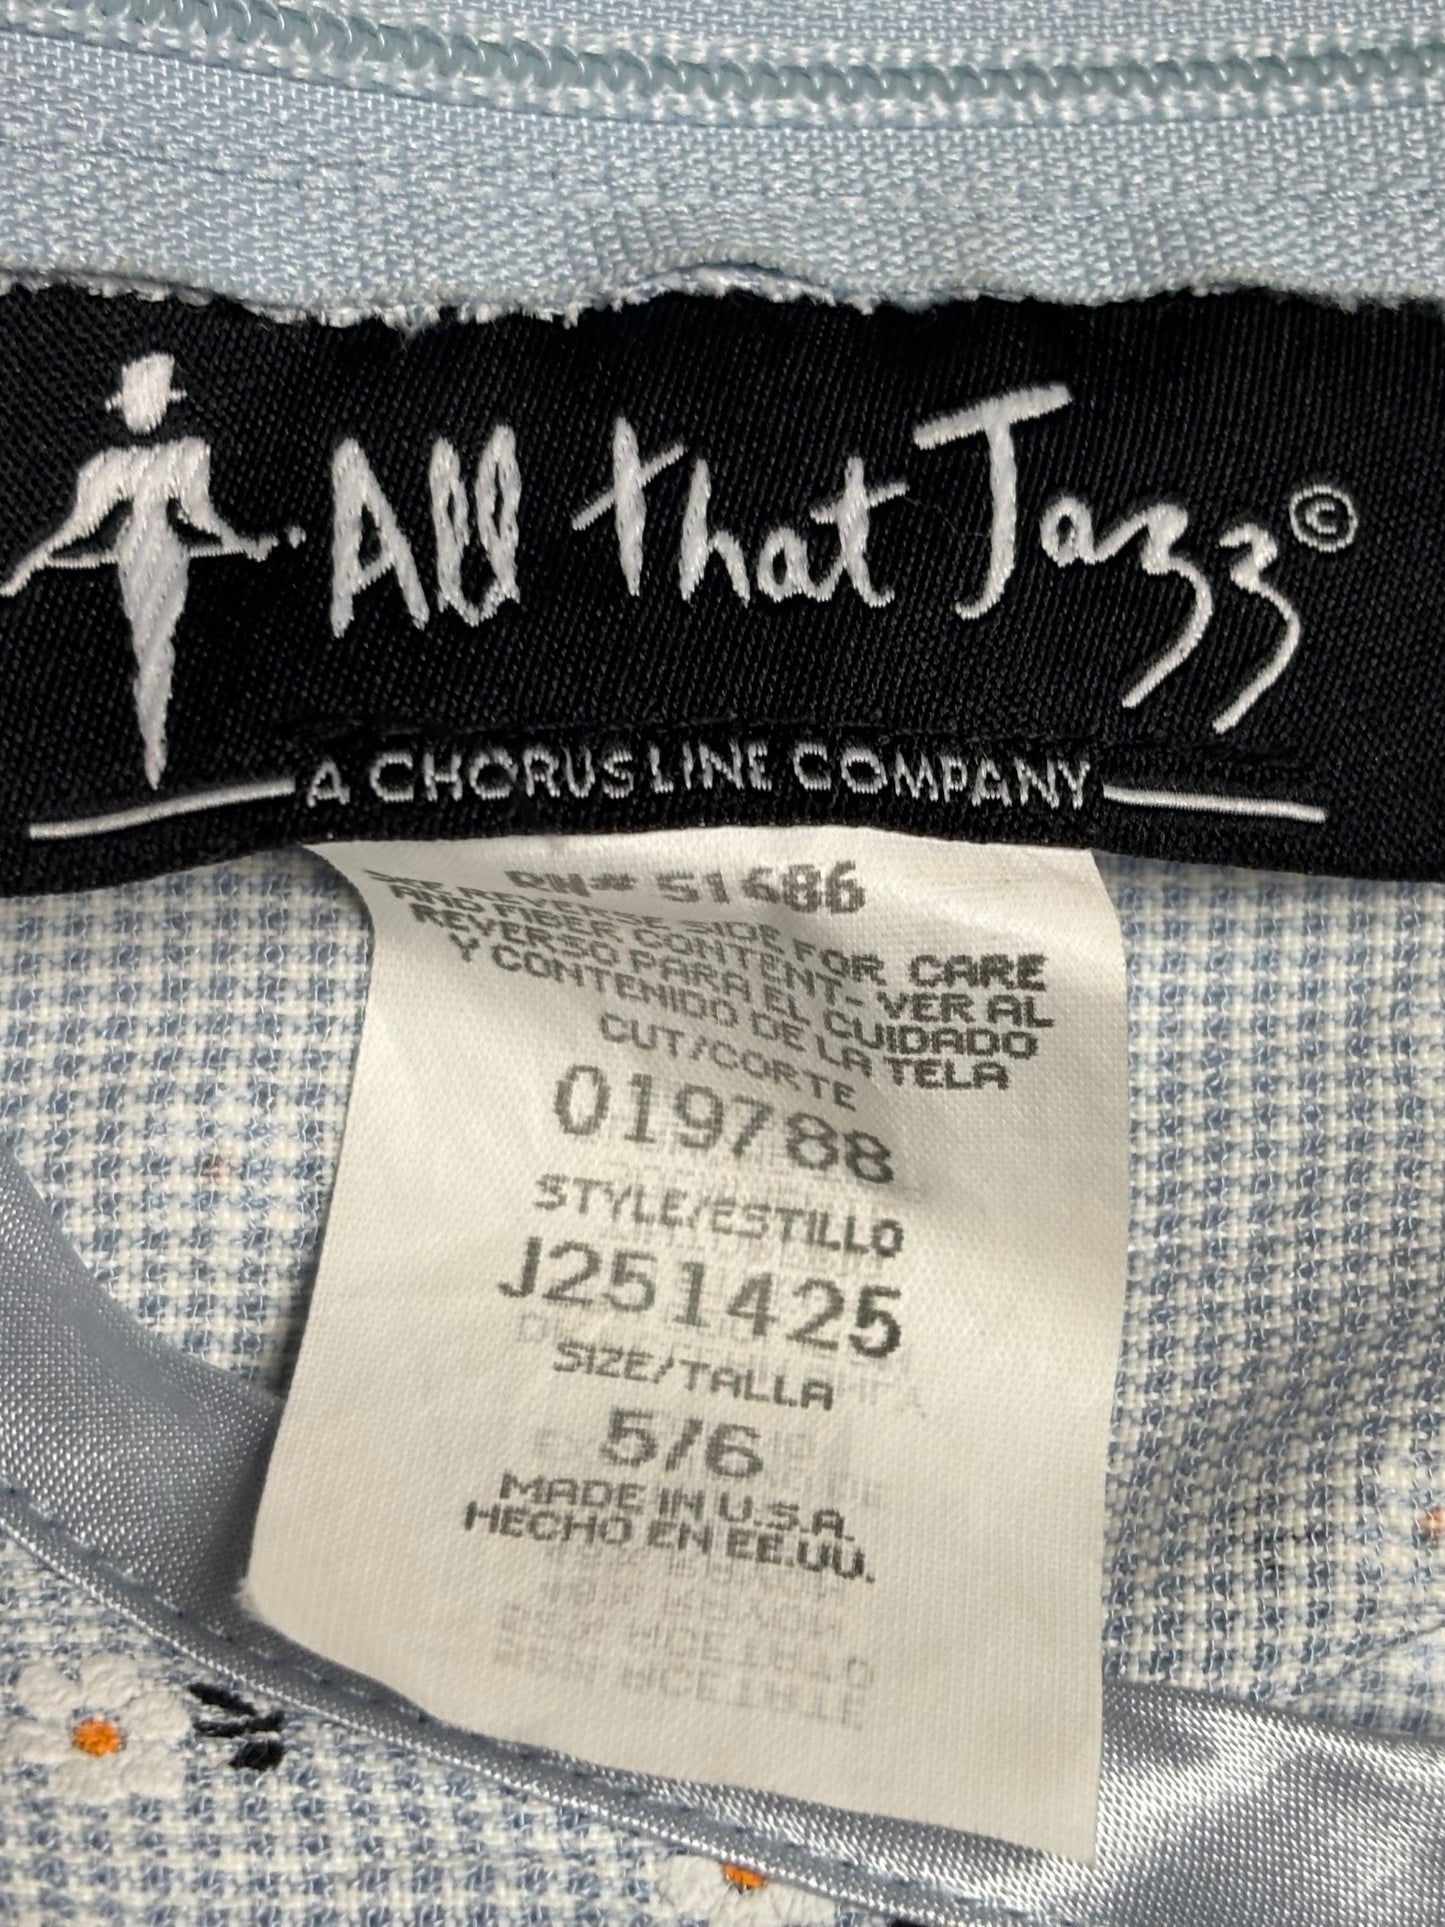 All that Jazz©
A CHORUS LINE COMPANY
RN# 51686
SEE REVERSE SIDE FOR CARE
AND FIBER CONTENT- VER AL
REVERSO PARA EL CUIDADO
Y CONTENIDO DE LA TELA
CUT/CORTE
019788
STYLE/ESTILLO
J251425
SIZE/TALLA
5/6
MADE IN U.S.A.
HECHO EN EE.UU.